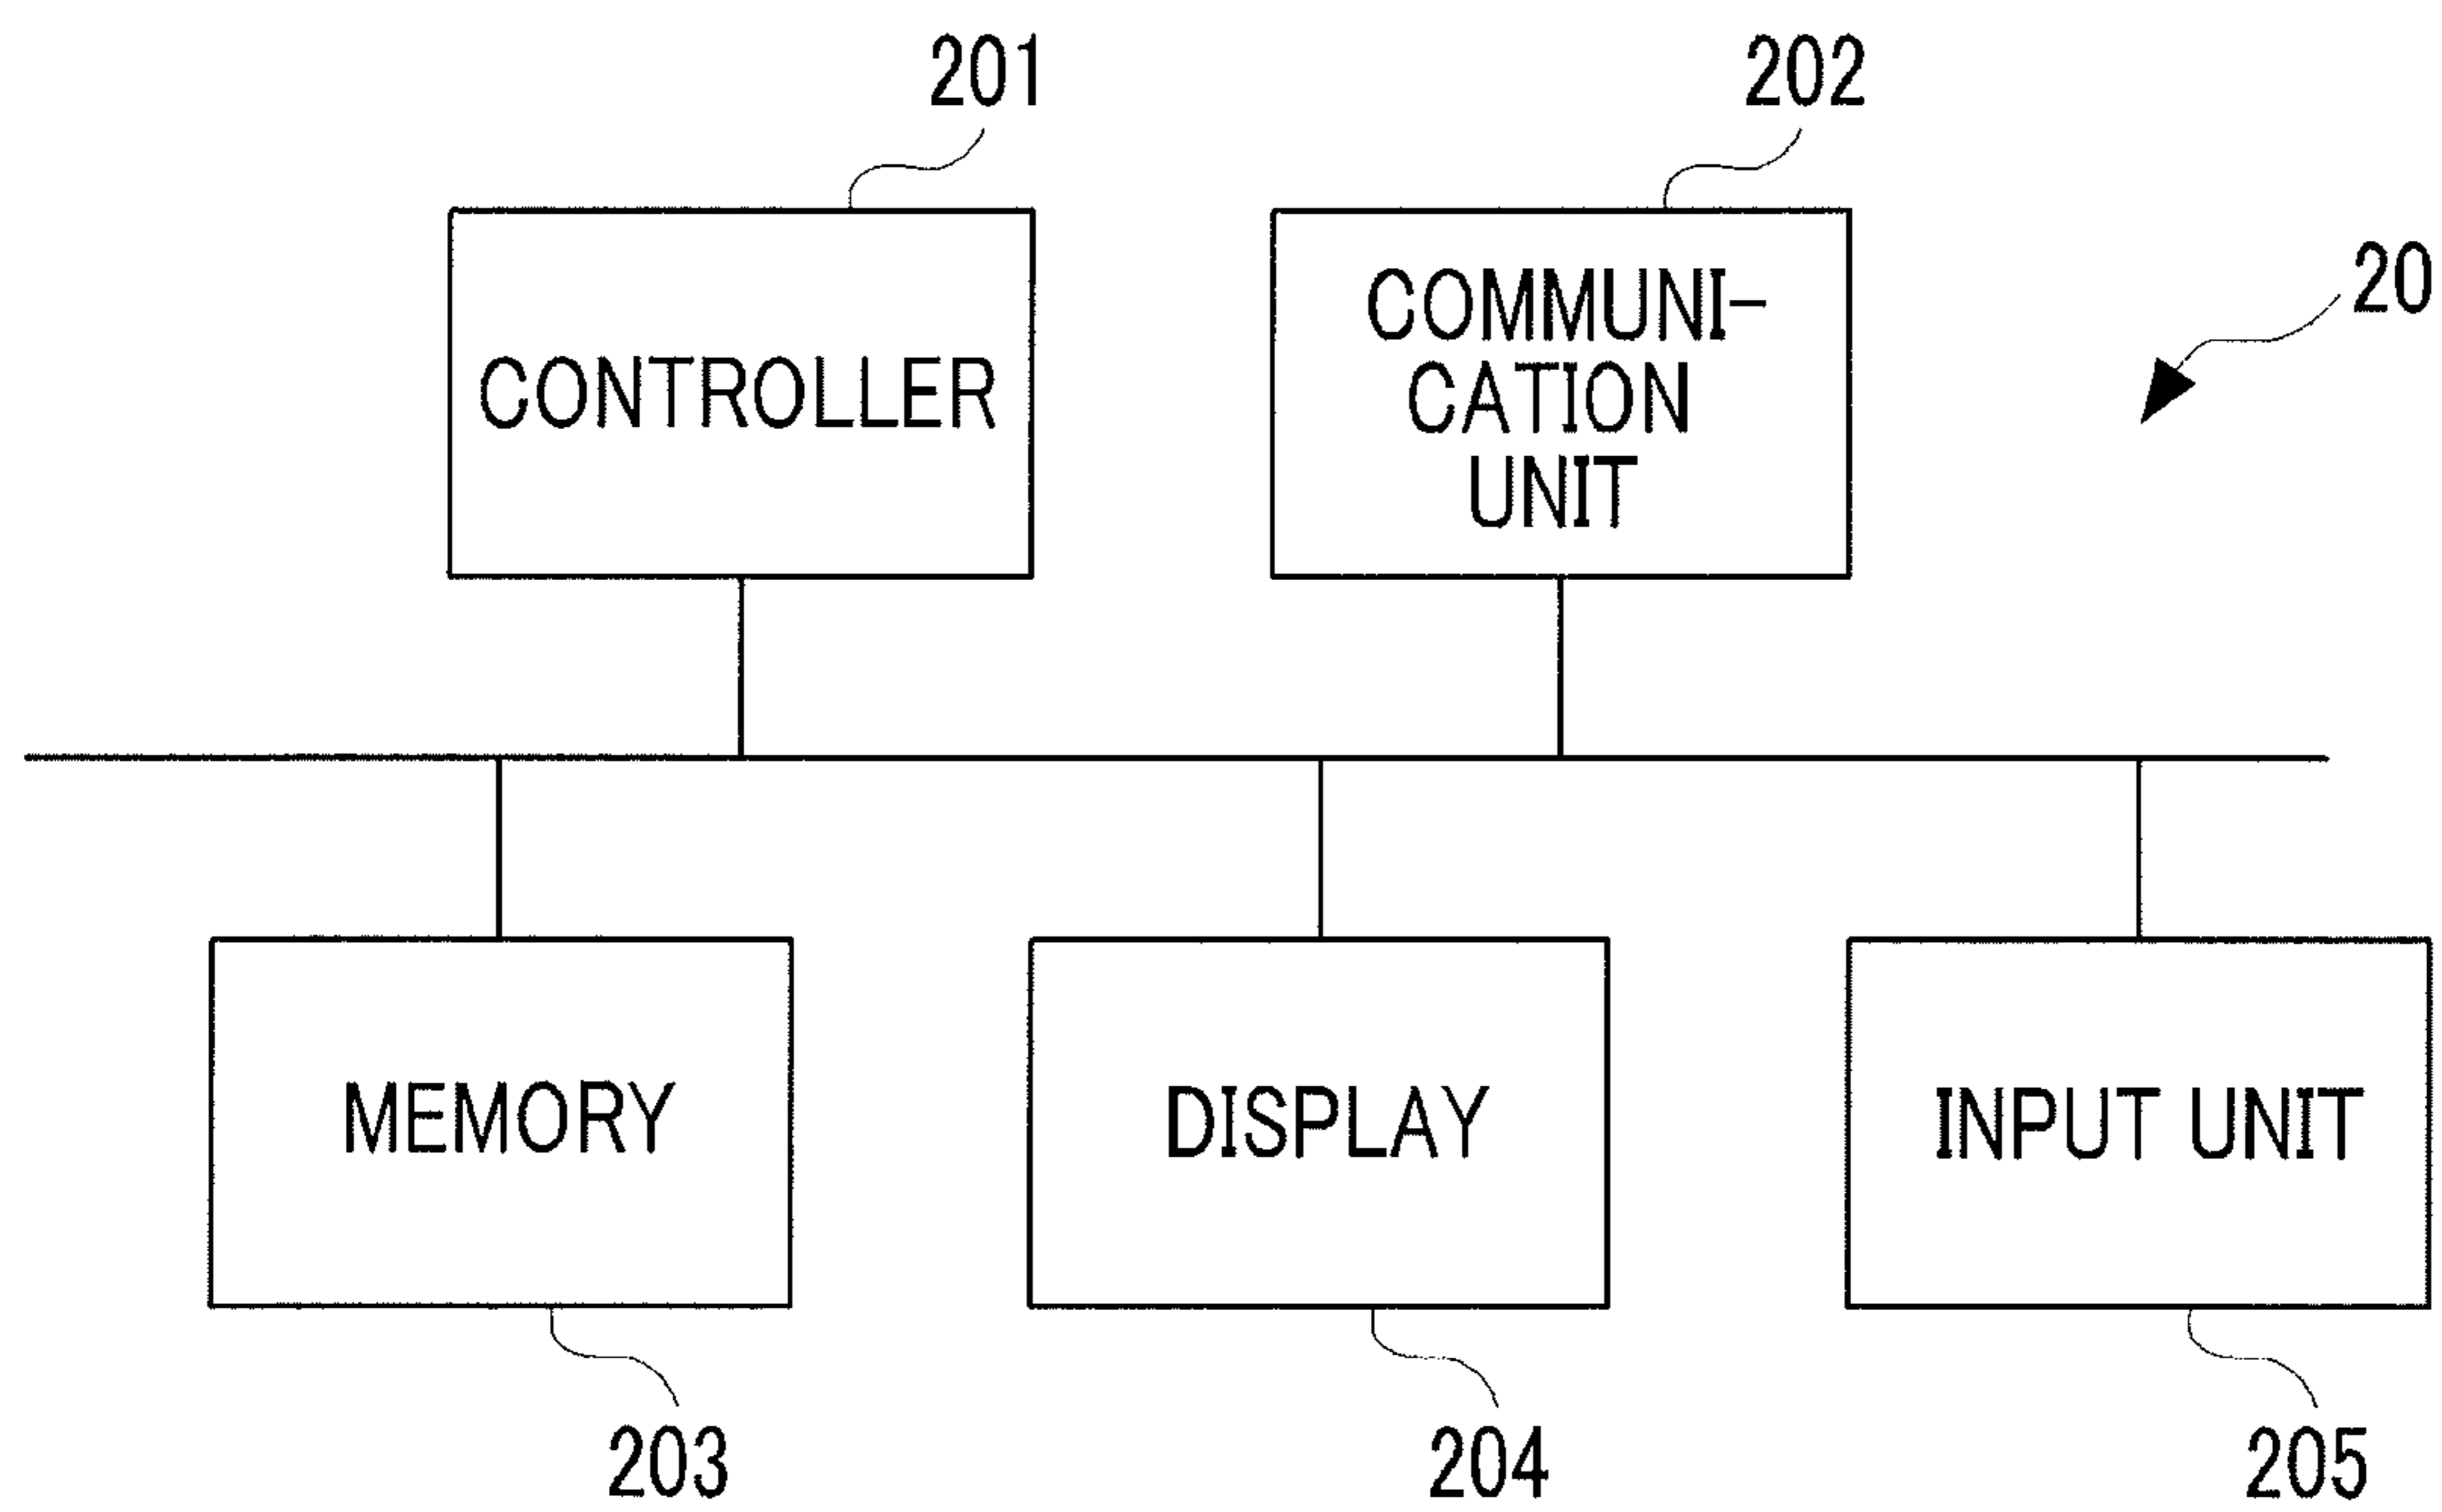 201
202
CONTROLLER
COMMUNI-
CATION
UNIT
20
MEMORY
DISPLAY
INPUT UNIT
203
204
205